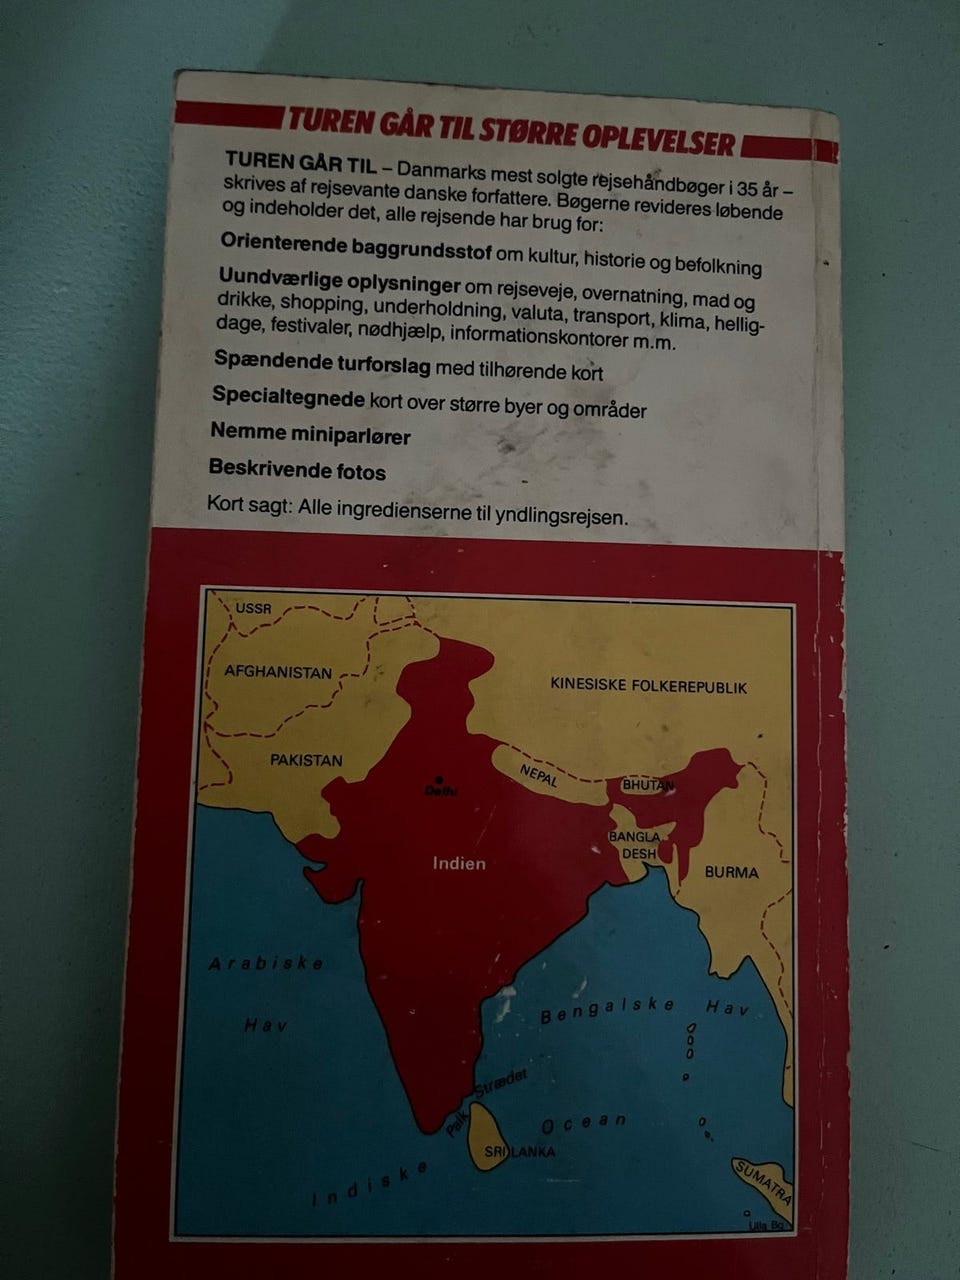 TUREN GÅR TIL STØRRE OPLEVELSER
TUREN GÅR TIL – Danmarks mest solgte rejsehåndbøger i 35 år –
skrives af rejsevante danske forfattere. Bøgerne revideres løbende
og indeholder det, alle rejsende har brug for:
Orienterende baggrundsstof om kultur, historie og befolkning
Uundværlige oplysninger om rejseveje, overnatning, mad og
drikke, shopping, underholdning, valuta, transport, klima, hellig-
dage, festivaler, nødhjælp, informationskontorer m.m.
Spændende turforslag med tilhørende kort
Specialtegnede kort over større byer og områder
Nemme miniparlører
Beskrivende fotos
Kort sagt: Alle ingredienserne til yndlingsrejsen.
USSR
AFGHANISTAN
KINESISKE FOLKEREPUBLIK
PAKISTAN
NEPAL
BHUTAN
Delhi
BANGLA
DESH
Indien
BURMA
Arabiske
Hav
Bengalske Hav
Palk Strædet
SRI LANKA
Indiske Ocean
SUMATRA